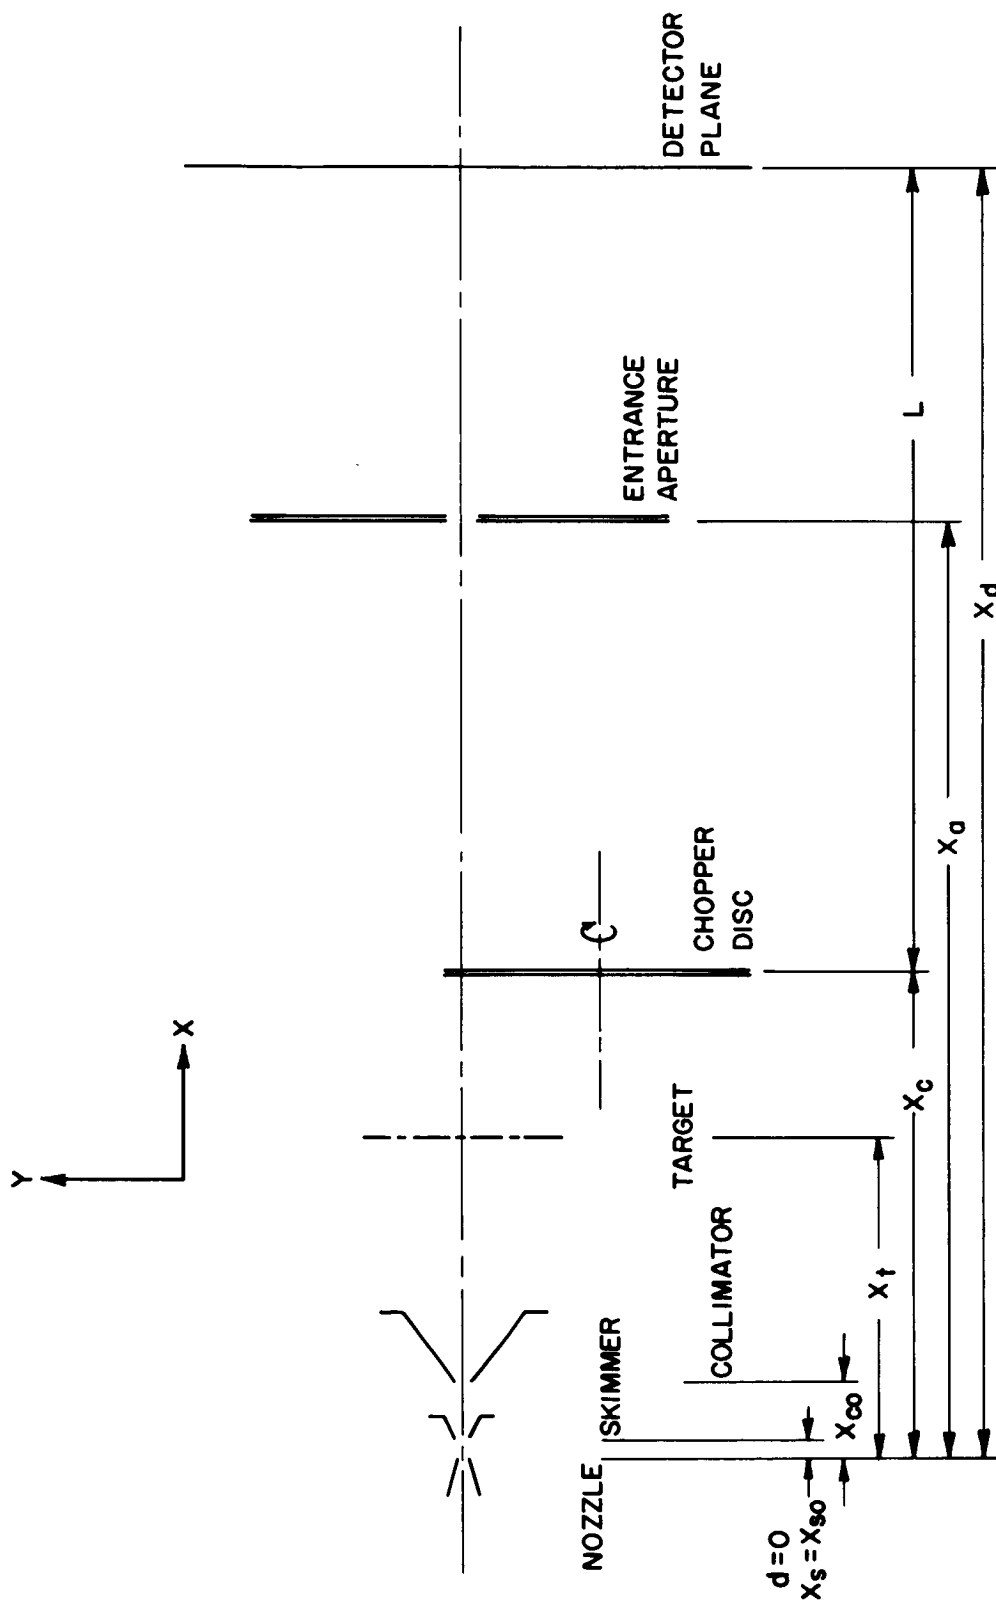 Y
X
NOZZLE
SKIMMER
COLLIMATOR
TARGET
CHOPPER
DISC
ENTRANCE
APERTURE
DETECTOR
PLANE
d=0
Xs=Xso
Xco
Xt
Xc
L
Xa
Xd